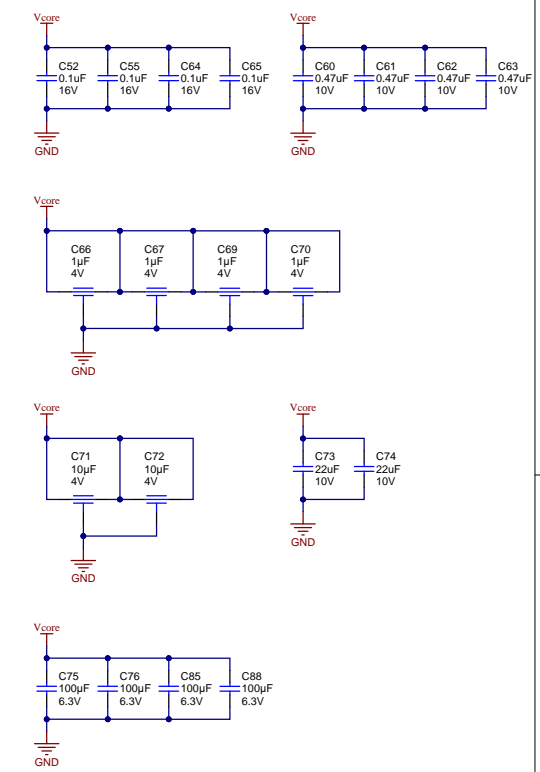 Vcore
Vcore
C52
0.1uF
16V
C55
0.1uF
16V
C64
0.1uF
16V
C65
0.1uF
16V
C60
0.47uF
10V
C61
0.47uF
10V
C62
0.47uF
10V
C63
0.47uF
10V
GND
GND
Vcore
C66
1µF
4V
C67
1µF
4V
C69
1µF
4V
C70
1µF
4V
GND
Vcore
Vcore
C71
10µF
4V
C72
10µF
4V
C73
22uF
10V
C74
22uF
10V
GND
GND
Vcore
C75
100µF
6.3V
C76
100µF
6.3V
C85
100µF
6.3V
C88
100µF
6.3V
GND